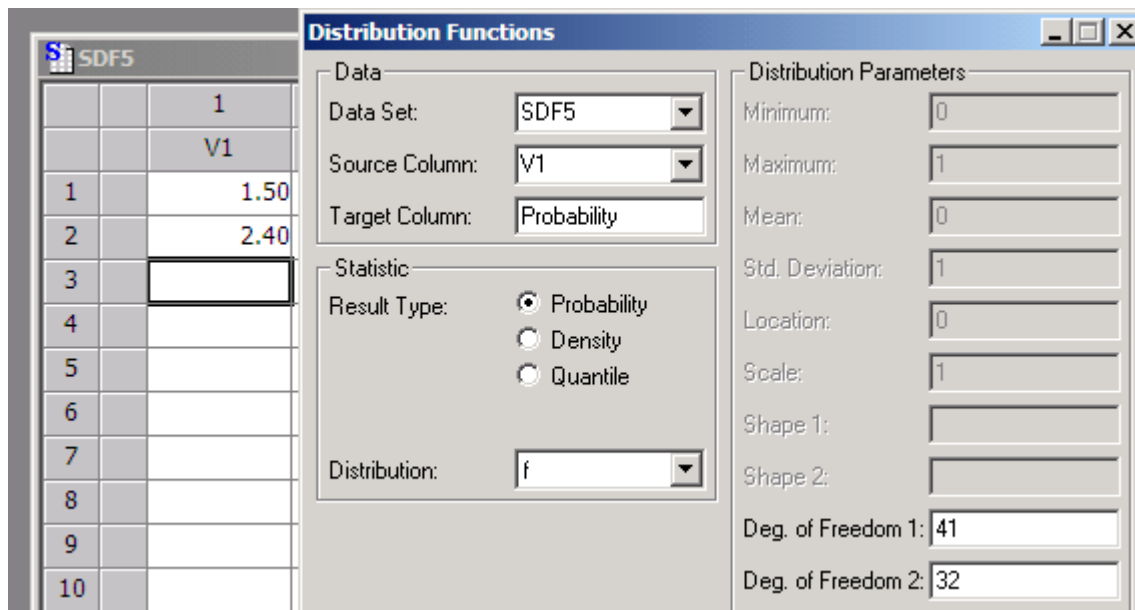 SDF5
1
V1
1 1.50
2 2.40
3
4
5
6
7
8
9
10
Distribution Functions
Data
Data Set: SDF5
Source Column: V1
Target Column: Probability
Statistic
Result Type: Probability
Density
Quantile
Distribution: f
Distribution Parameters
Minimum: 0
Maximum: 1
Mean: 0
Std. Deviation: 1
Location: 0
Scale: 1
Shape 1:
Shape 2:
Deg. of Freedom 1: 41
Deg. of Freedom 2: 32